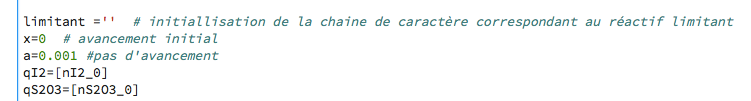 limitant =''  # initiallisation de la chaine de caractère correspondant au réactif limitant
x=0  # avancement initial
a=0.001 #pas d'avancement
qI2=[nI2_0]
qS2O3=[nS2O3_0]